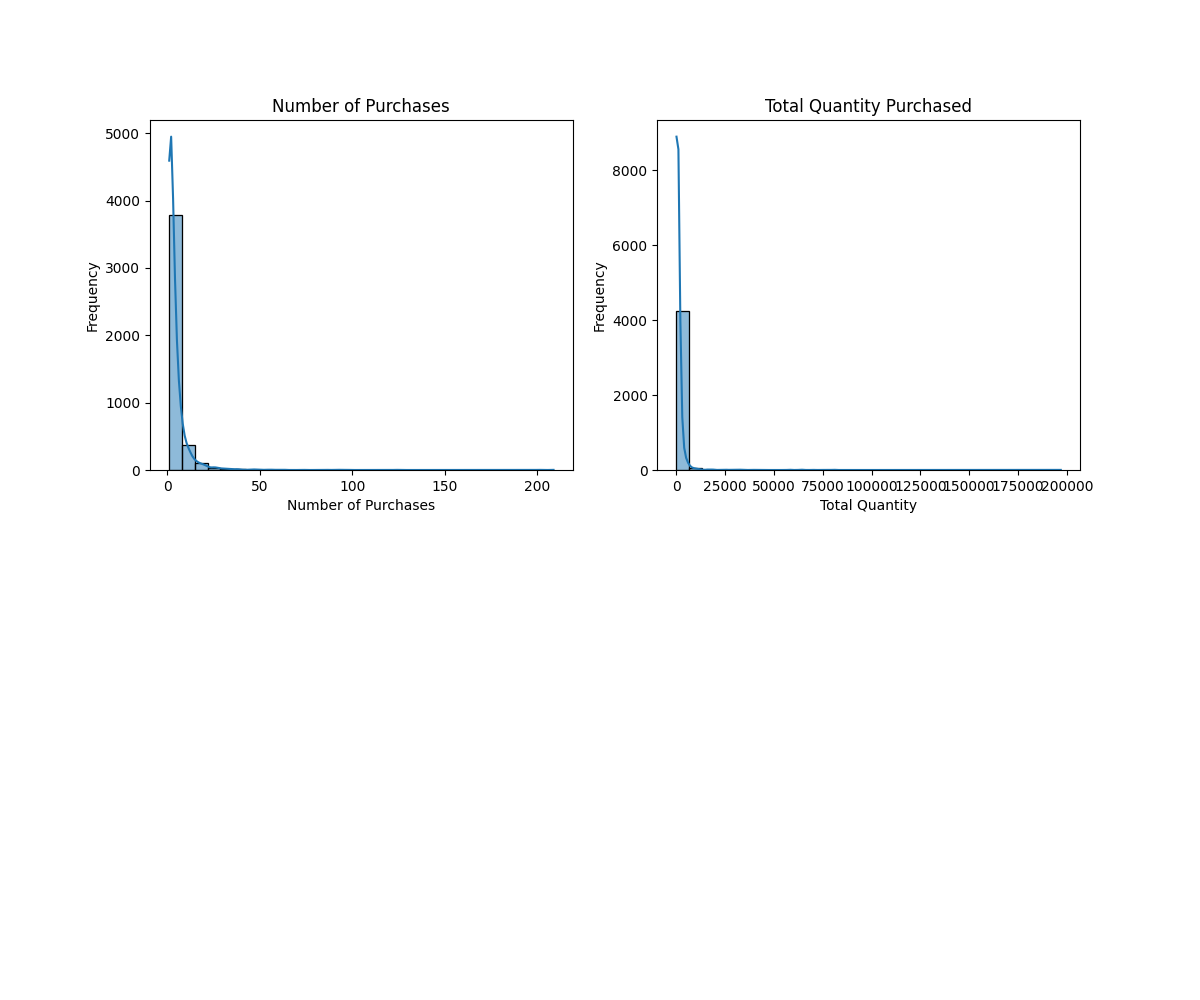 Number of Purchases
5000
4000
3000
2000
1000
0
Frequency
0 50 100 150 200
Number of Purchases
Total Quantity Purchased
8000
6000
4000
2000
0
Frequency
0 25000 50000 75000 100000 125000 150000 175000 200000
Total Quantity